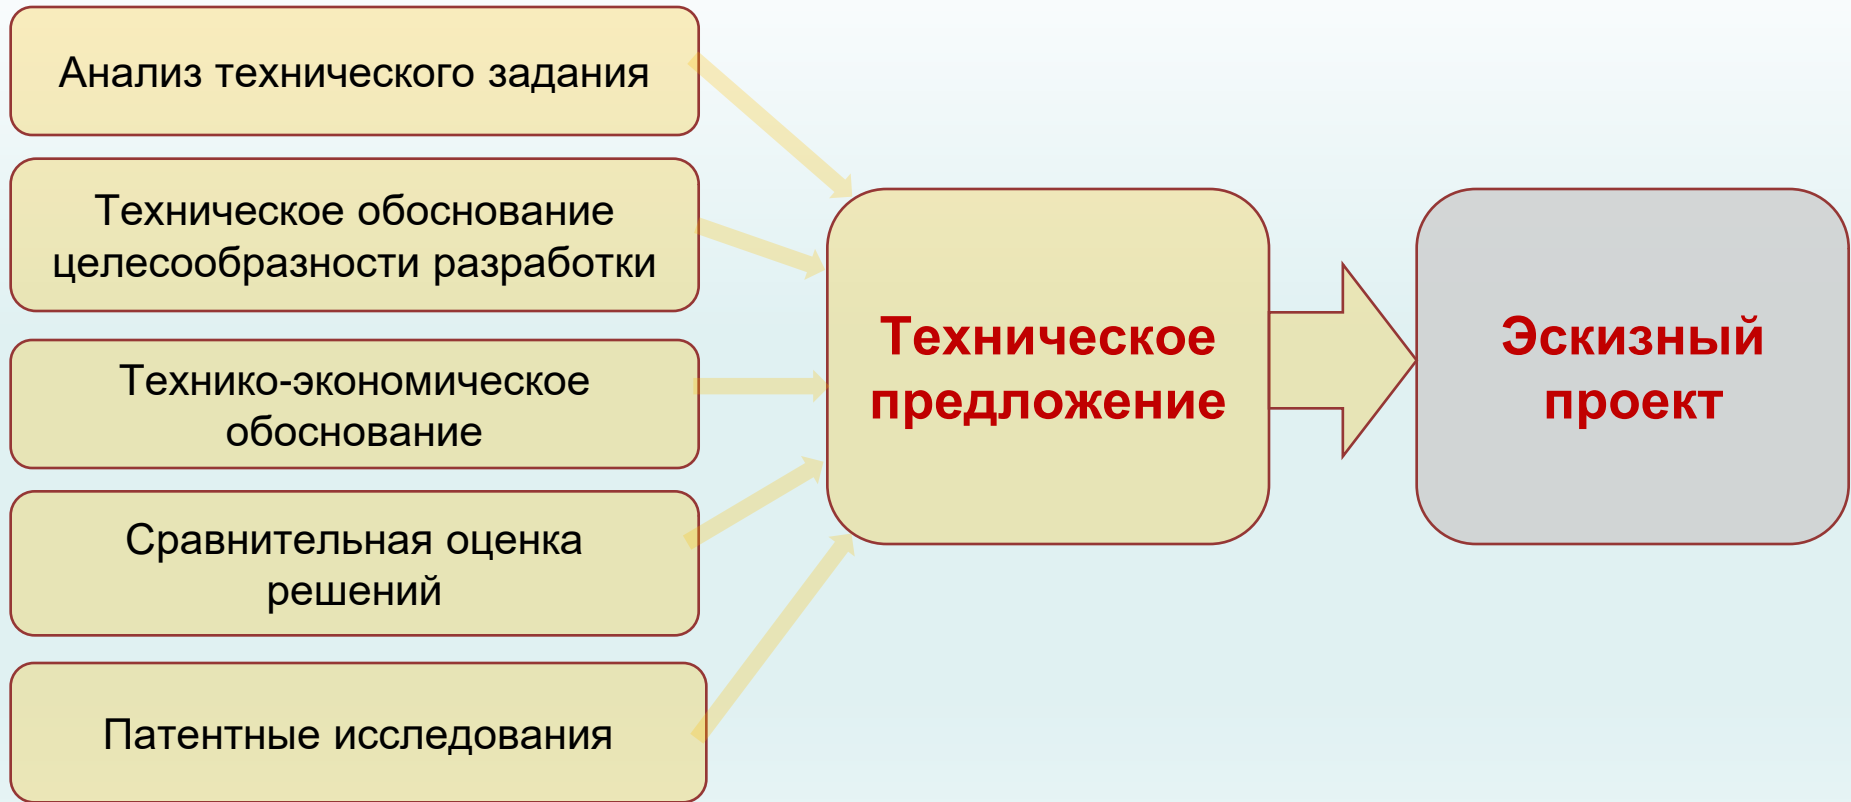 Анализ технического задания
Техническое обоснование
целесообразности разработки
Технико-экономическое
обоснование
Сравнительная оценка
решений
Патентные исследования
Техническое
предложение
Эскизный
проект